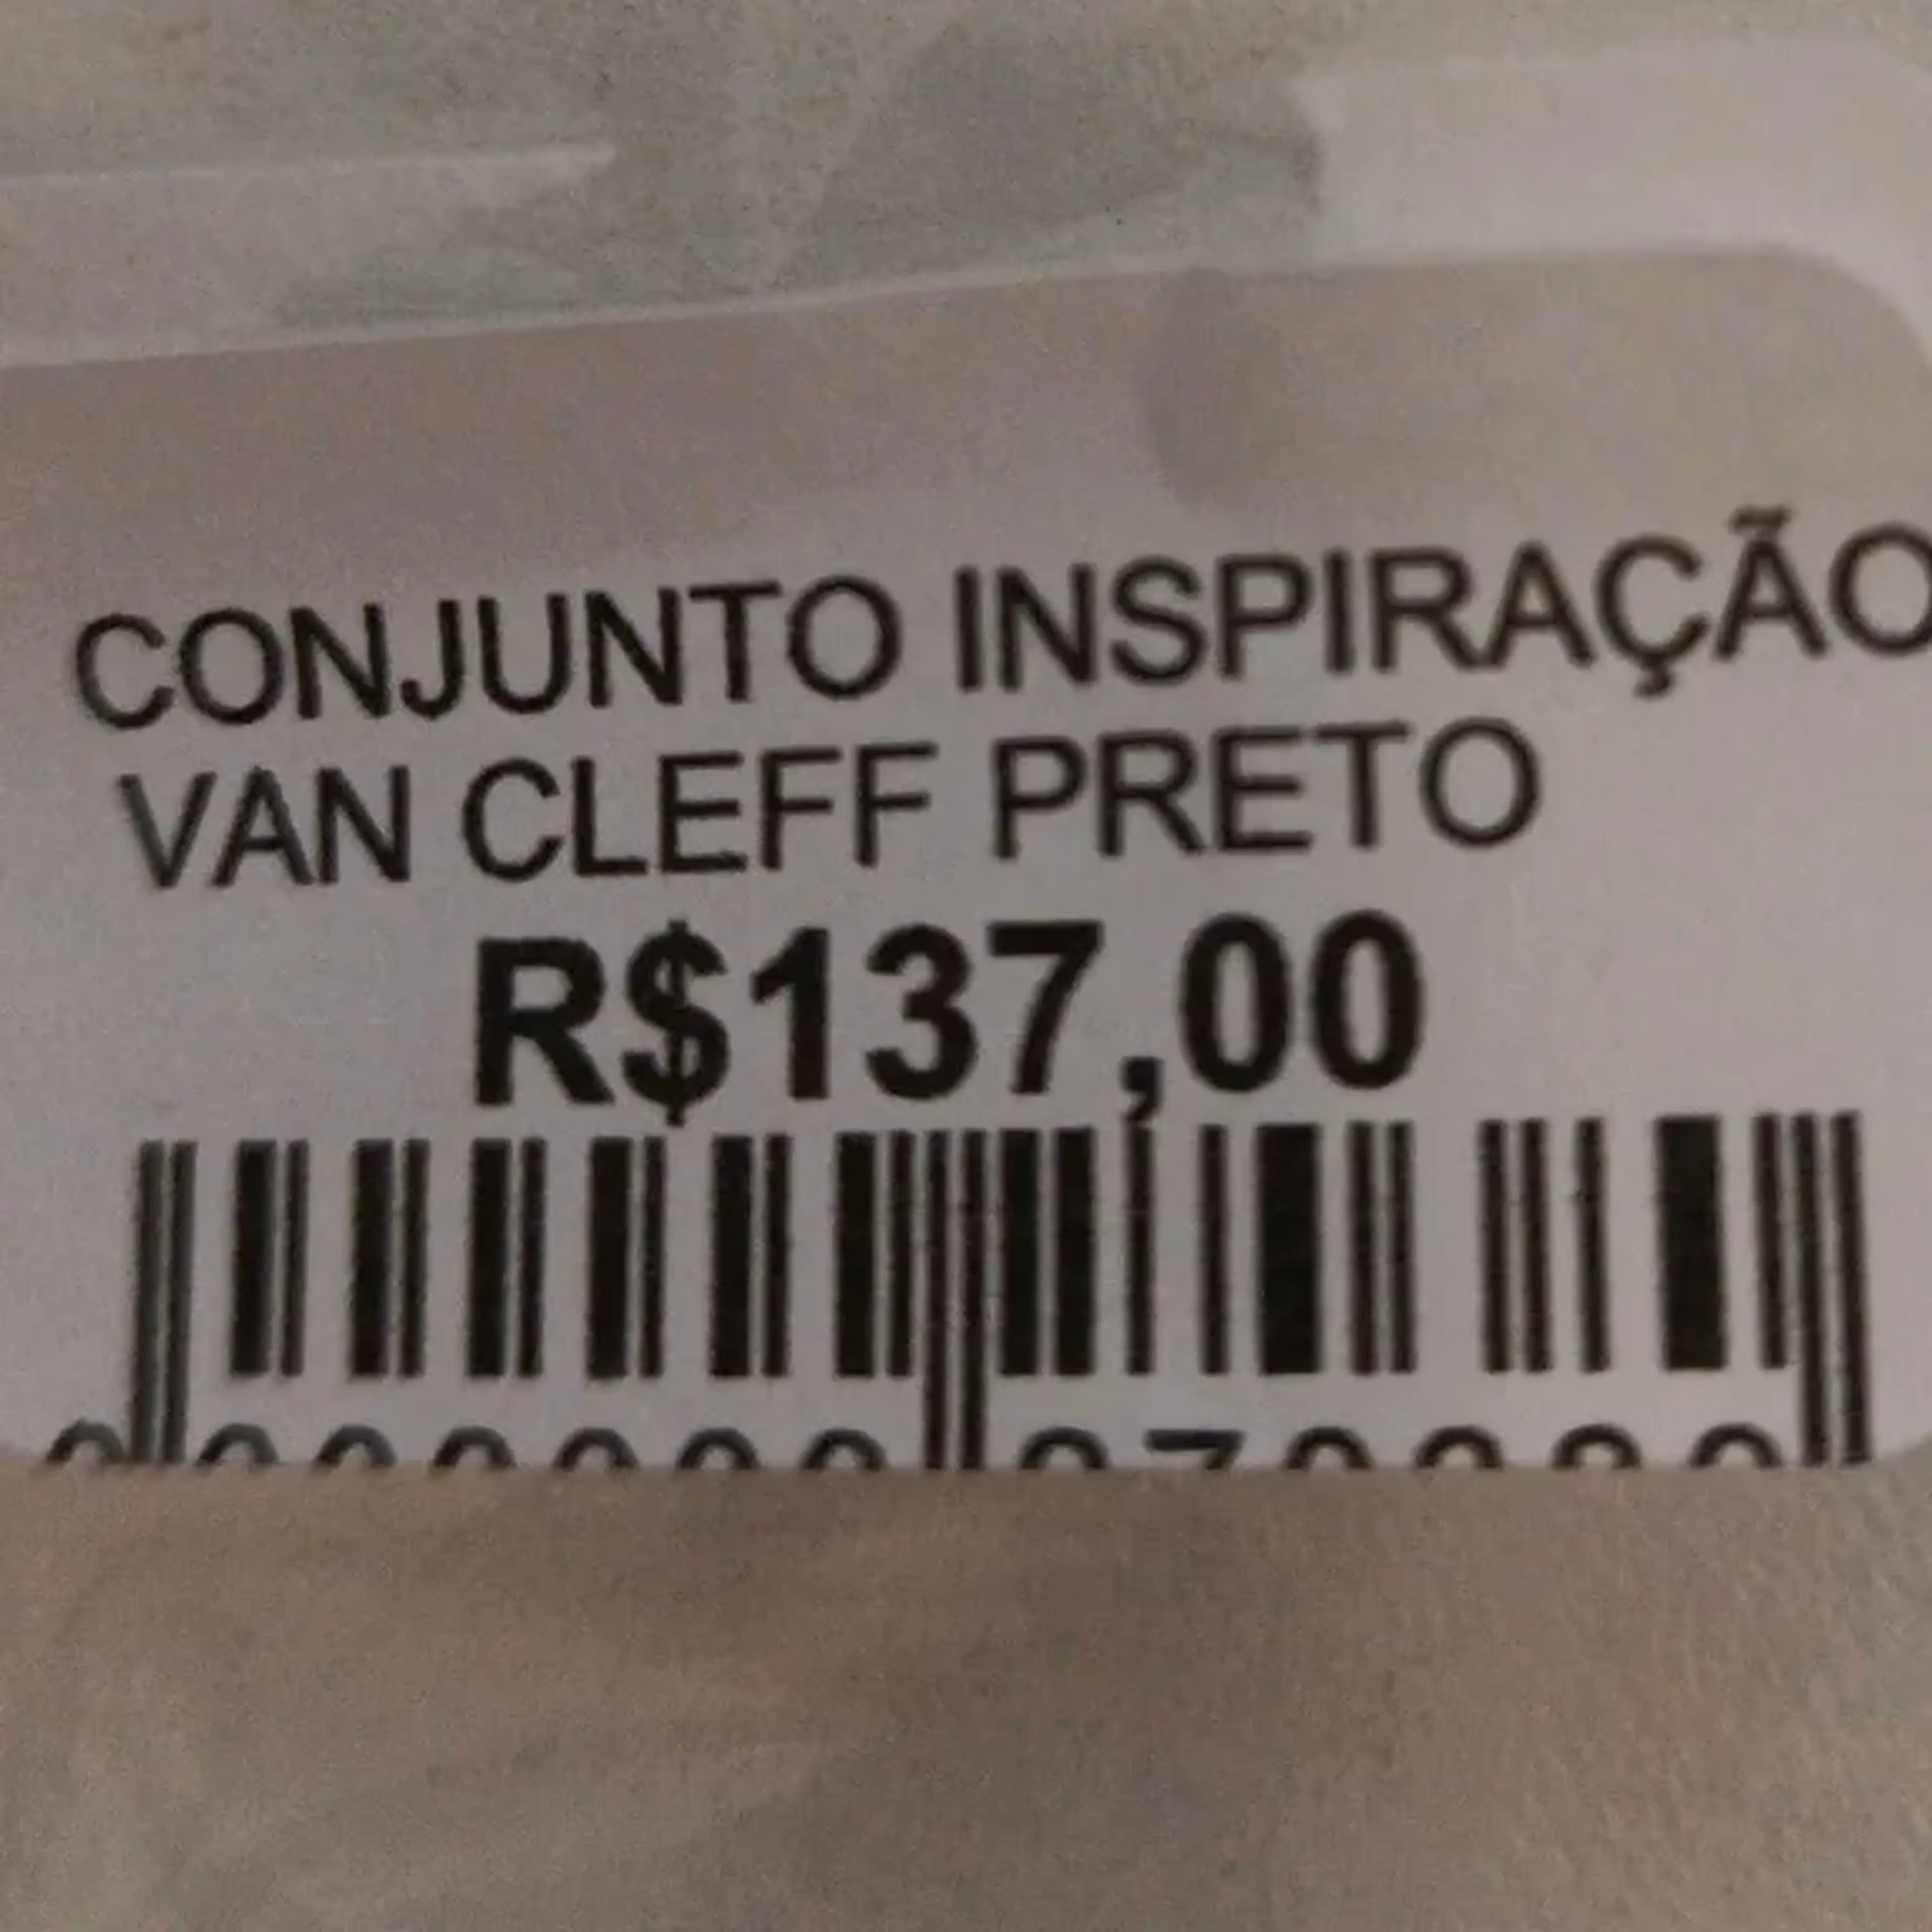 CONJUNTO INSPIRAÇÃO
VAN CLEFF PRETO
R$137,00